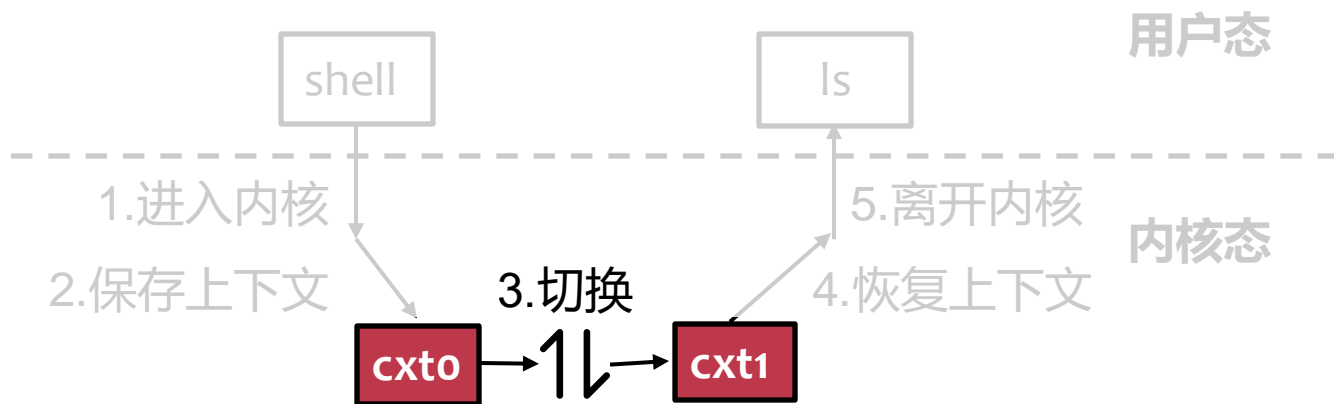 用户态
shell
ls
1.进入内核
5.离开内核
内核态
2.保存上下文
3.切换
4.恢复上下文
cxt0
cxt1